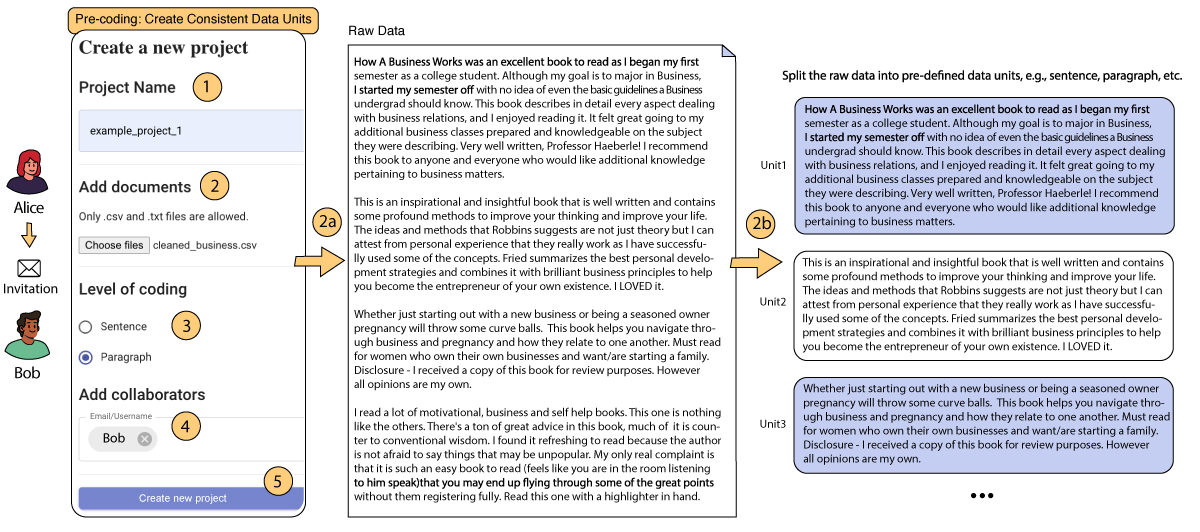 Pre-coding: Create Consistent Data Units
Create a new project
Project Name
1
example_project_1
Add documents
2
Only .csv and .txt files are allowed.
Choose files cleaned_business.csv
Level of coding
Sentence
3
Paragraph
Add collaborators
Email/Username
Bob
4
5
Create new project
Alice
Invitation
Bob
2a
Raw Data
How A Business Works was an excellent book to read as I began my first
semester as a college student. Although my goal is to major in Business,
I started my semester off with no idea of even the basic guidelines a Business
undergrad should know. This book describes in detail every aspect dealing
with business relations, and I enjoyed reading it. It felt great going to my
additional business classes prepared and knowledgeable on the subject
they were describing. Very well written, Professor Haeberle! I recommend
this book to anyone and everyone who would like additional knowledge
pertaining to business matters.
This is an inspirational and insightful book that is well written and contains
some profound methods to improve your thinking and improve your life.
The ideas and methods that Robbins suggests are not just theory but I can
attest from personal experience that they really work as I have successfu-
lly used some of the concepts. Fried summarizes the best personal develo-
pment strategies and combines it with brilliant business principles to help
you become the entrepreneur of your own existence. I LOVED it.
Whether just starting out with a new business or being a seasoned owner
pregnancy will throw some curve balls. This book helps you navigate thro-
ugh business and pregnancy and how they relate to one another. Must read
for women who own their own businesses and want/are starting a family.
Disclosure - I received a copy of this book for review purposes. However
all opinions are my own.
I read a lot of motivational, business and self help books. This one is nothing
like the others. There's a ton of great advice in this book, much of it is coun-
ter to conventional wisdom. I found it refreshing to read because the author
is not afraid to say things that may be unpopular. My only real complaint is
that it is such an easy book to read (feels like you are in the room listening
to him speak)that you may end up flying through some of the great points
without them registering fully. Read this one with a highlighter in hand.
2b
Split the raw data into pre-defined data units, e.g., sentence, paragraph, etc.
Unit1
How A Business Works was an excellent book to read as I began my first
semester as a college student. Although my goal is to major in Business,
I started my semester off with no idea of even the basic guidelines a Business
undergrad should know. This book describes in detail every aspect dealing
with business relations, and I enjoyed reading it. It felt great going to my
additional business classes prepared and knowledgeable on the subject
they were describing. Very well written, Professor Haeberle! I recommend
this book to anyone and everyone who would like additional knowledge
pertaining to business matters.
Unit2
This is an inspirational and insightful book that is well written and contains
some profound methods to improve your thinking and improve your life.
The ideas and methods that Robbins suggests are not just theory but I can
attest from personal experience that they really work as I have successfu-
lly used some of the concepts. Fried summarizes the best personal develo-
pment strategies and combines it with brilliant business principles to help
you become the entrepreneur of your own existence. I LOVED it.
Unit3
Whether just starting out with a new business or being a seasoned owner
pregnancy will throw some curve balls. This book helps you navigate thro-
ugh business and pregnancy and how they relate to one another. Must read
for women who own their own businesses and want/are starting a family.
Disclosure - I received a copy of this book for review purposes. However
all opinions are my own.
•••